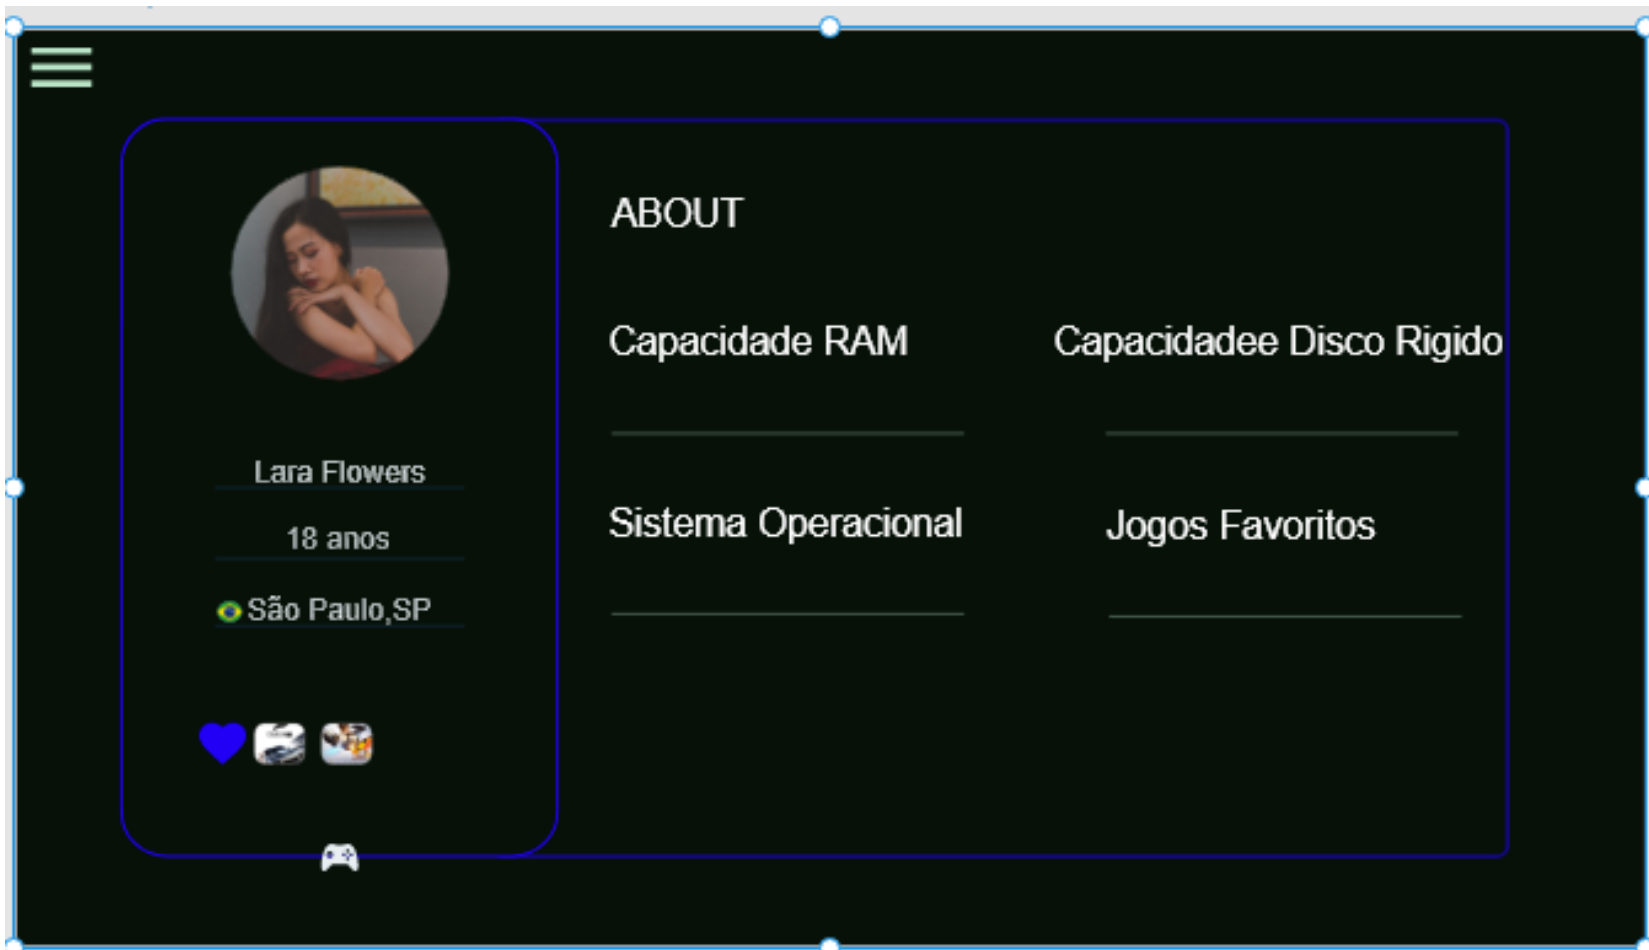 ABOUT
Capacidade RAM
Capacidadee Disco Rigido
Lara Flowers
Sistema Operacional
Jogos Favoritos
18 anos
São Paulo,SP